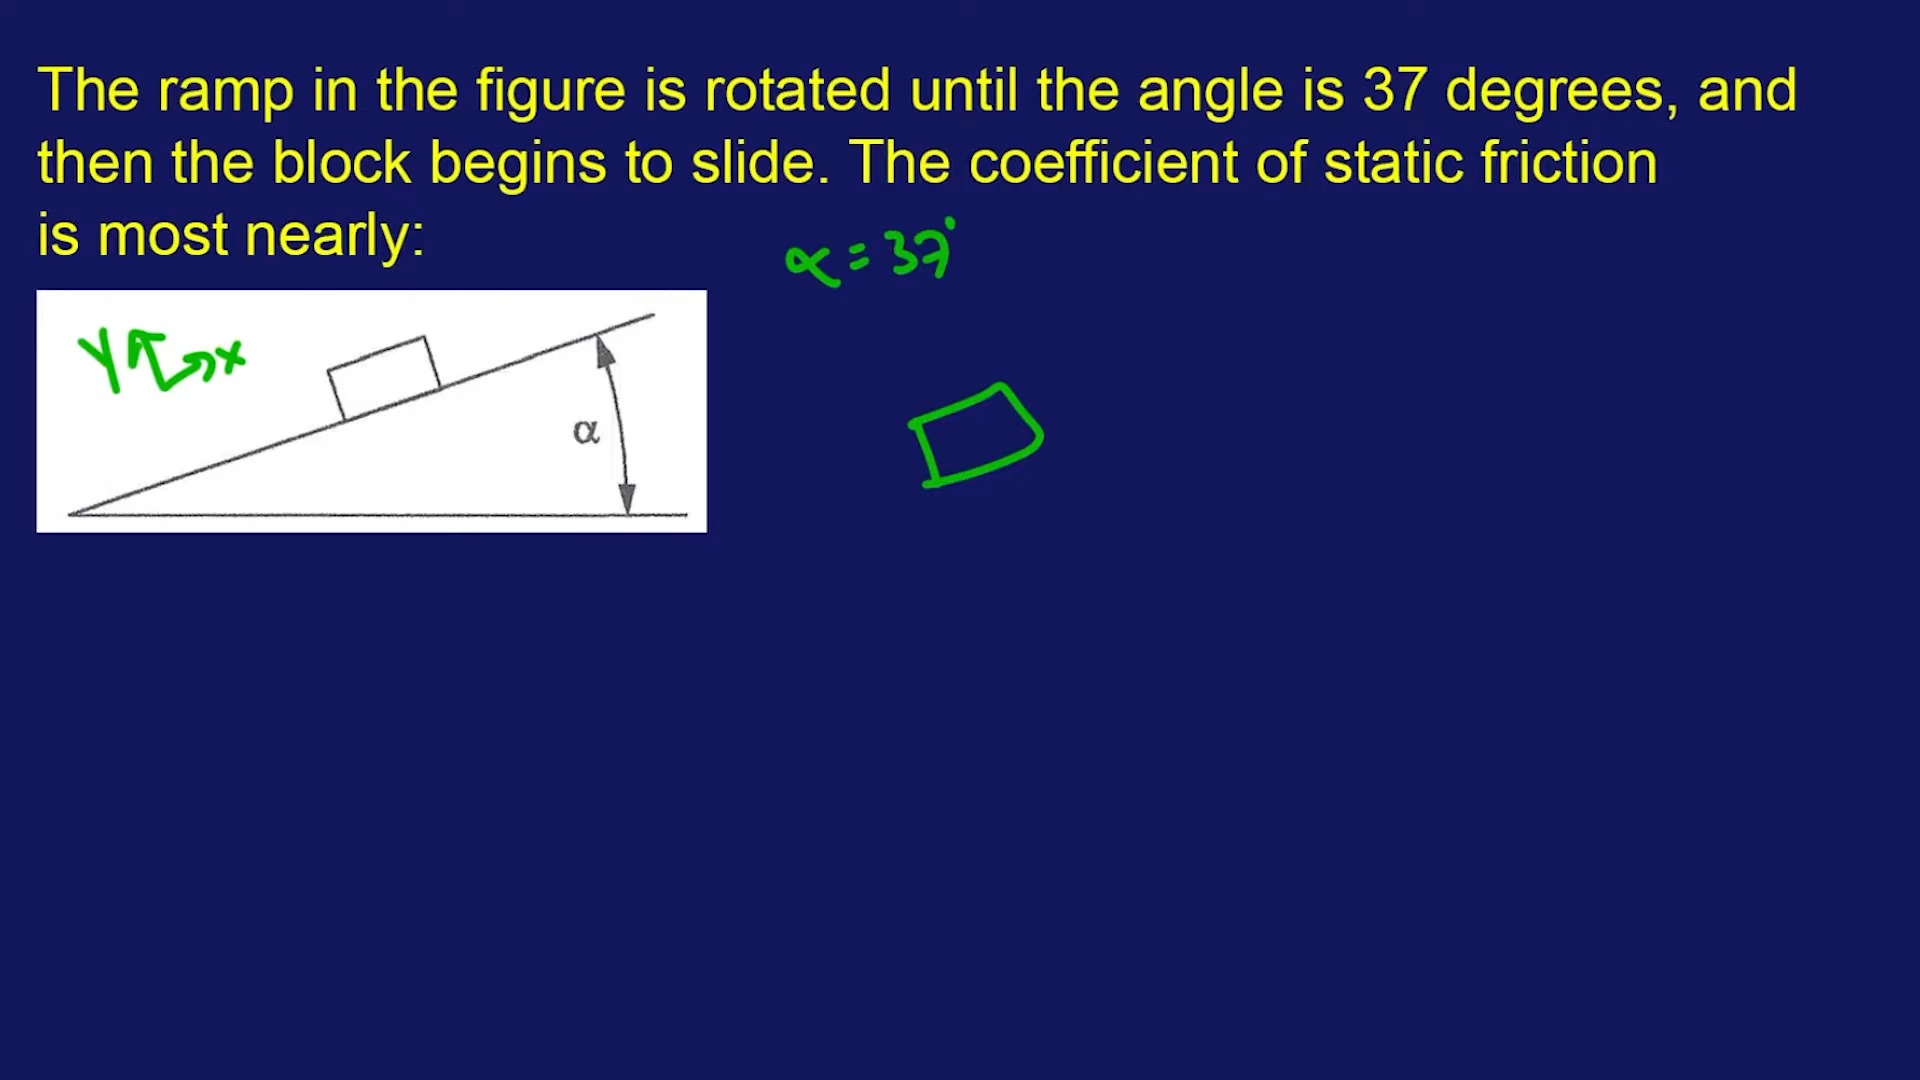 The ramp in the figure is rotated until the angle is 37 degrees, and
then the block begins to slide. The coefficient of static friction
is most nearly:
α = 37°
Y x
α